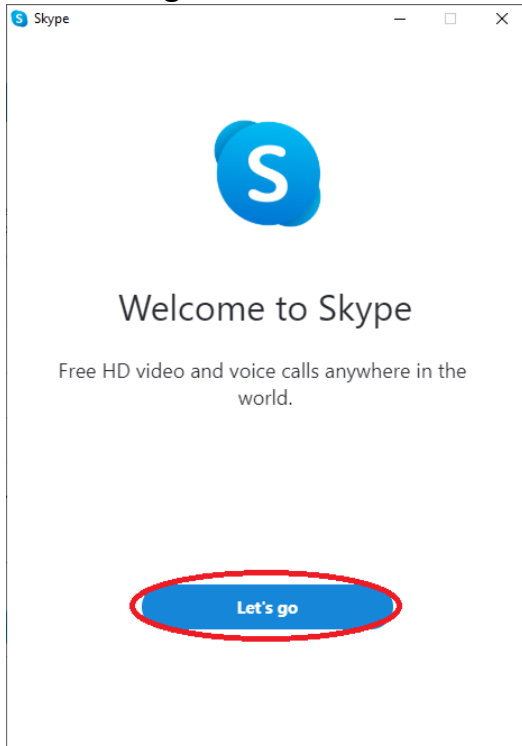 Skype
S
Welcome to Skype
Free HD video and voice calls anywhere in the
world.
Let's go